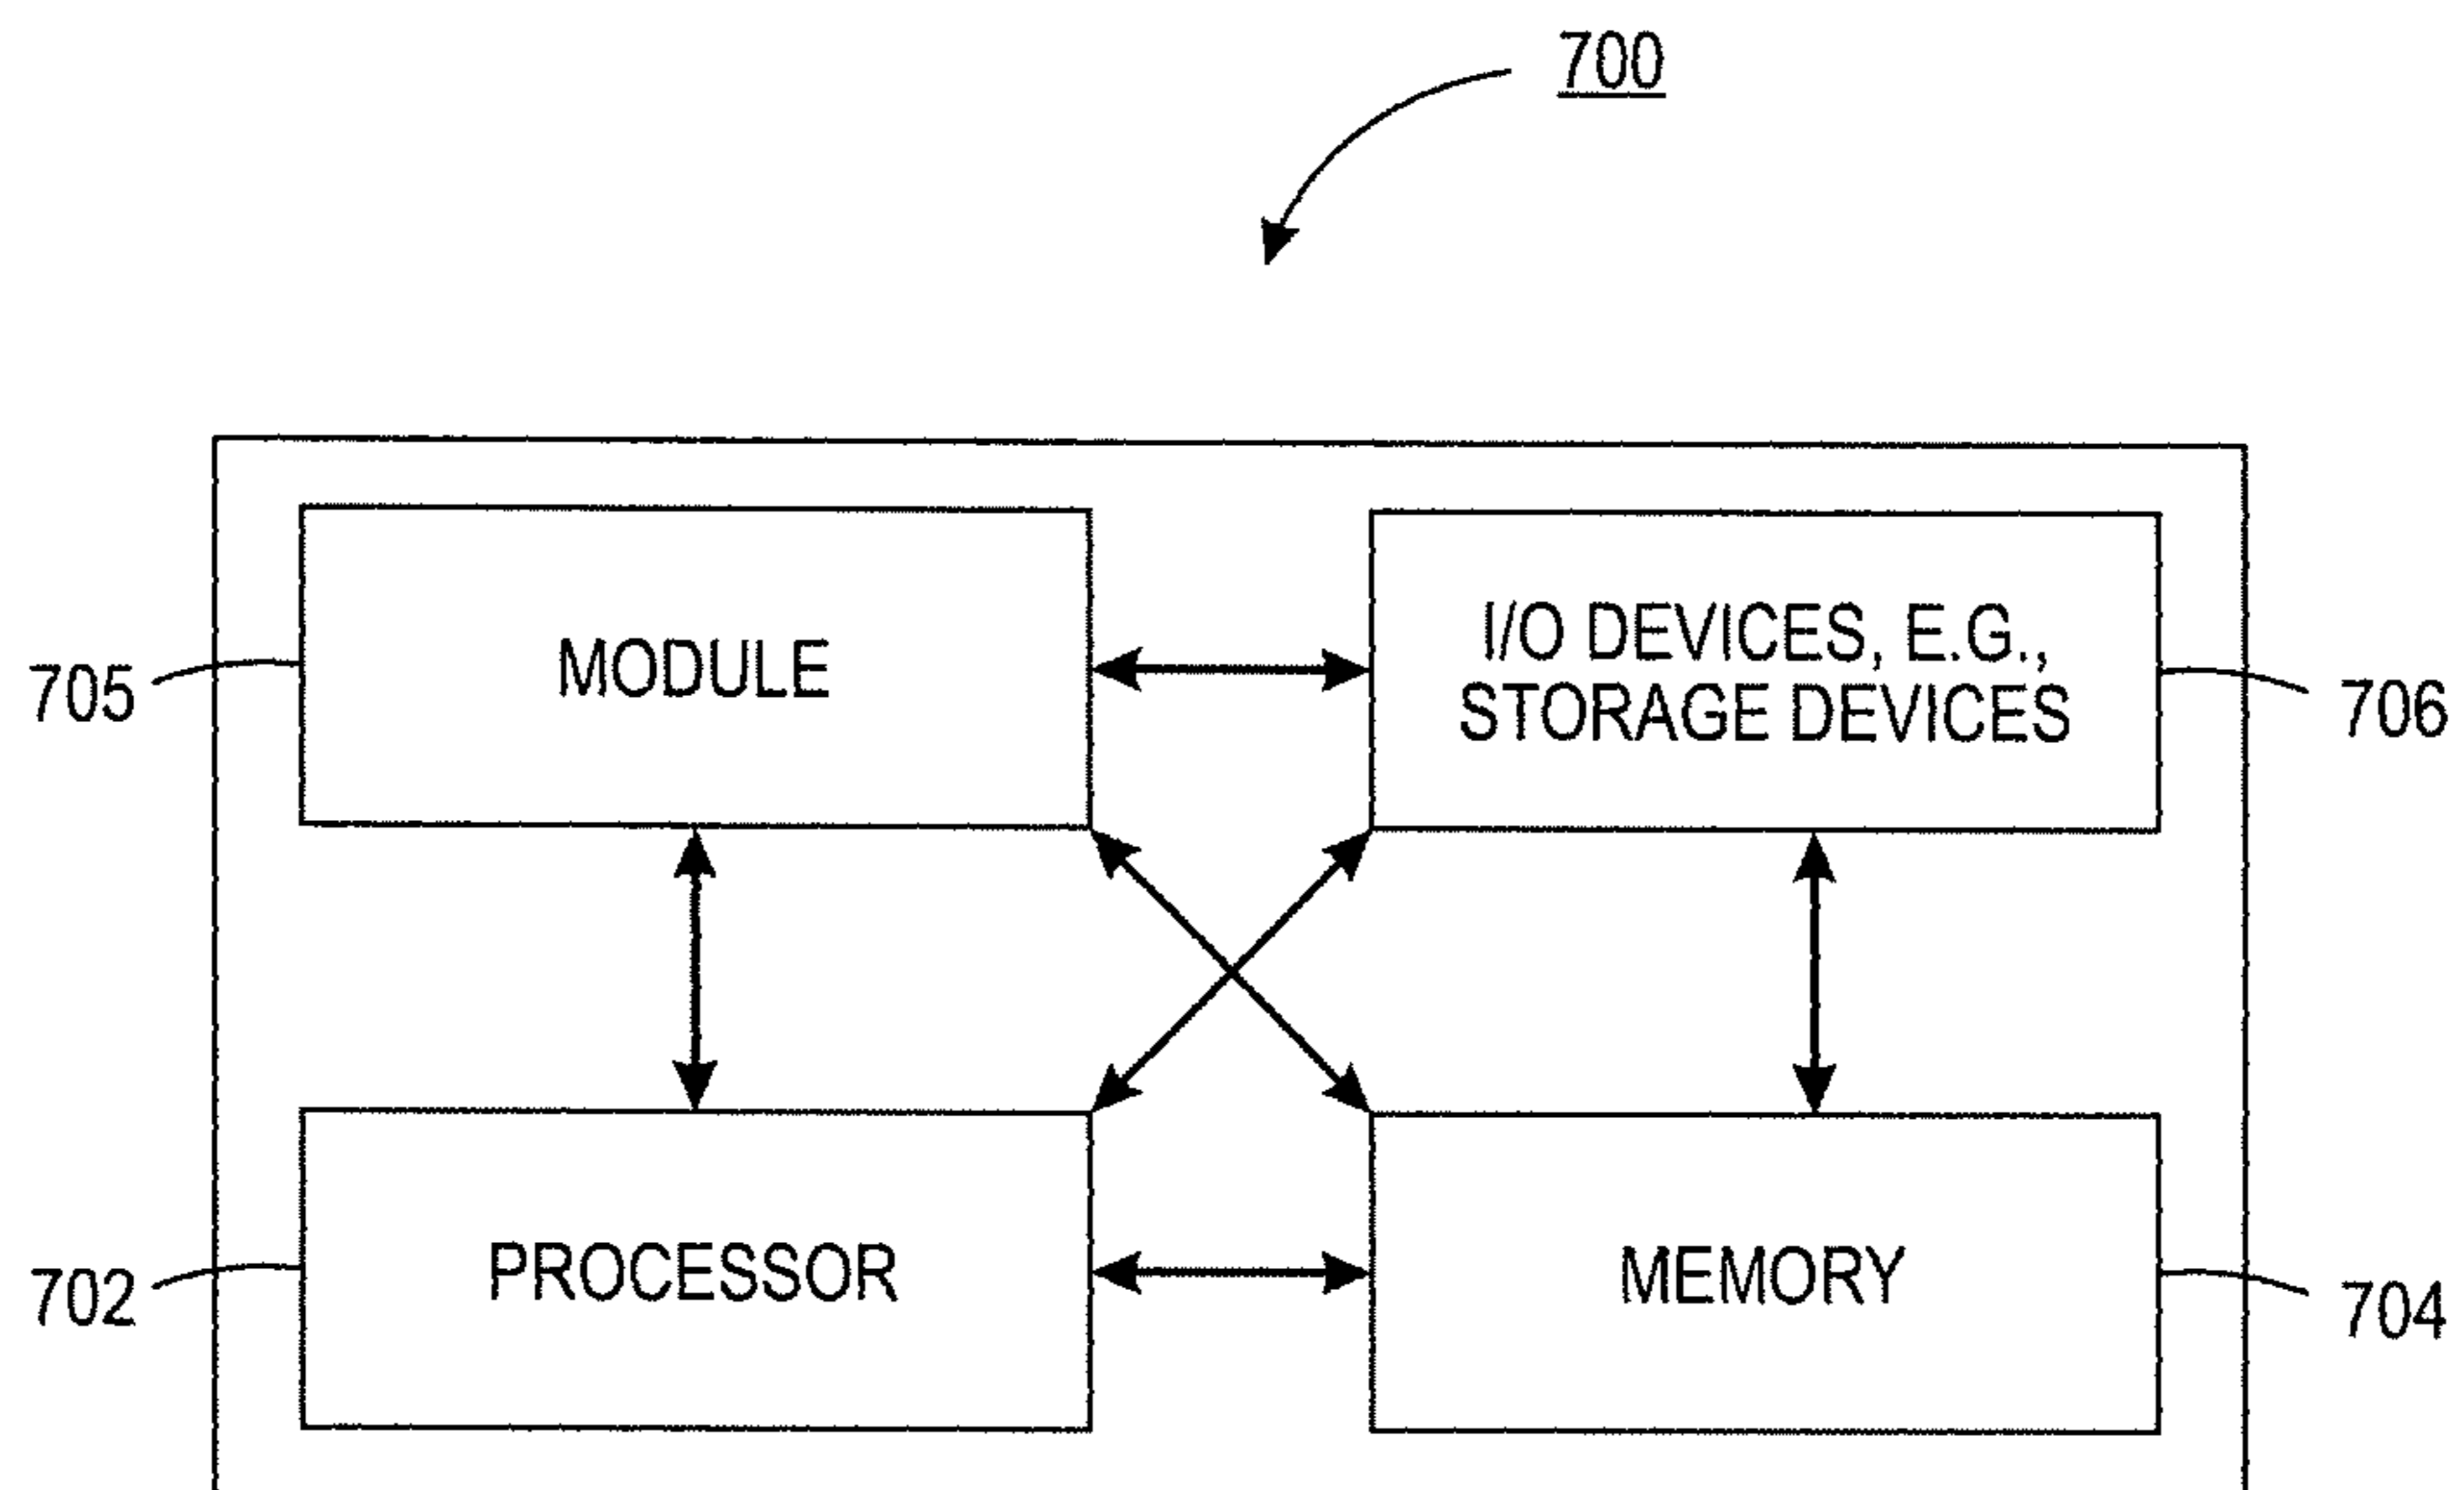 700
MODULE
I/O DEVICES, E.G.,
STORAGE DEVICES
705
706
PROCESSOR
MEMORY
702
704